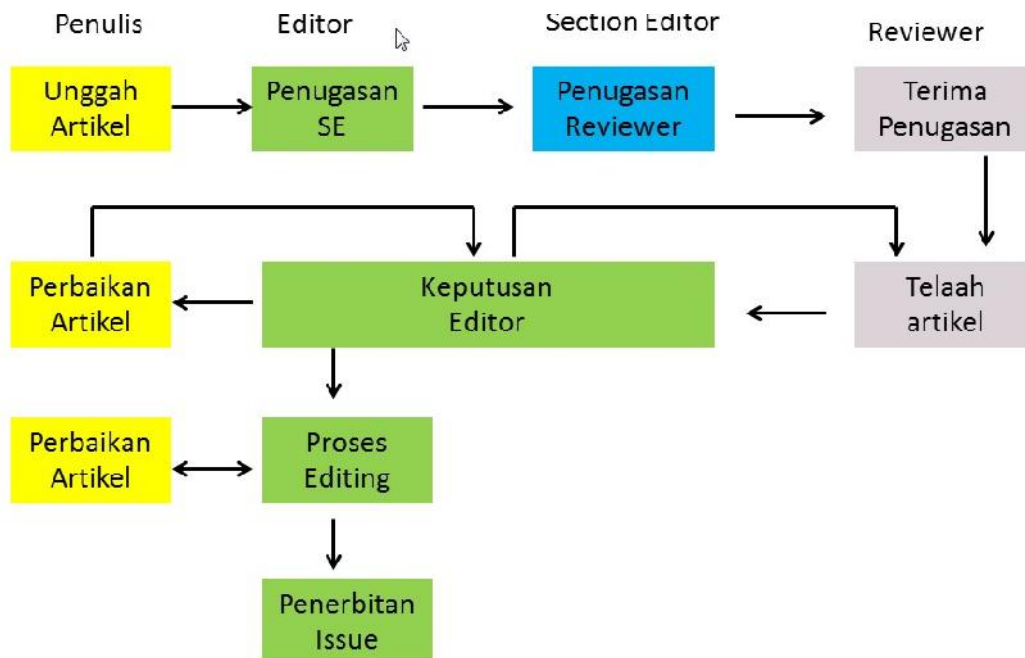 Penulis
Editor
Section Editor
Reviewer
Unggah
Artikel
Penugasan
SE
Penugasan
Reviewer
Terima
Penugasan
Perbaikan
Artikel
Keputusan
Editor
Telaah
artikel
Perbaikan
Artikel
Proses
Editing
Penerbitan
Issue